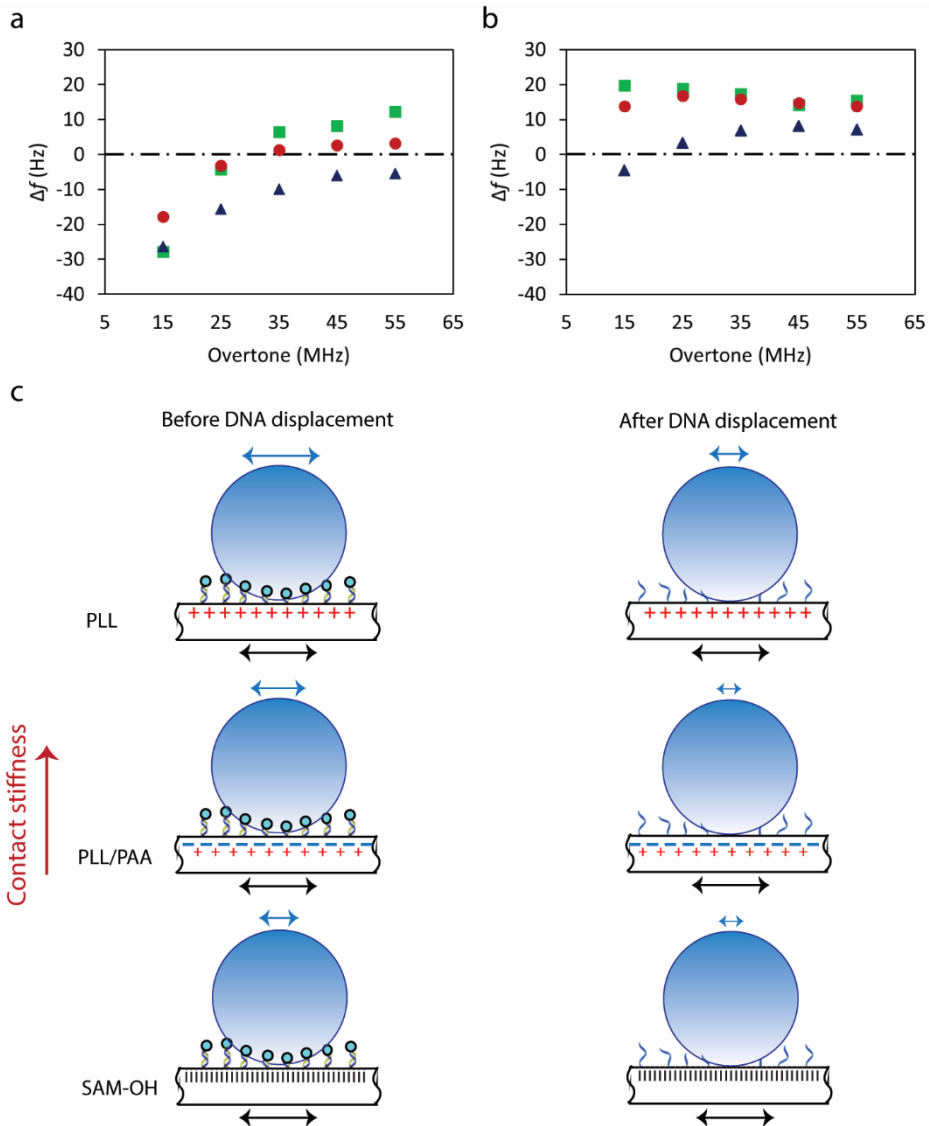 a
30
20
10
0
-10
-20
-30
-40
Δf (Hz)
5 15 25 35 45 55 65
Overtone (MHz)
b
30
20
10
0
-10
-20
-30
-40
Δf (Hz)
5 15 25 35 45 55 65
Overtone (MHz)
c
Before DNA displacement
After DNA displacement
PLL
+ + + + + + + + + + +
+ + + + + + + + + + +
Contact stiffness
PLL/PAA
+ + + + + + + + + +
+ + + + + + + + + +
SAM-OH